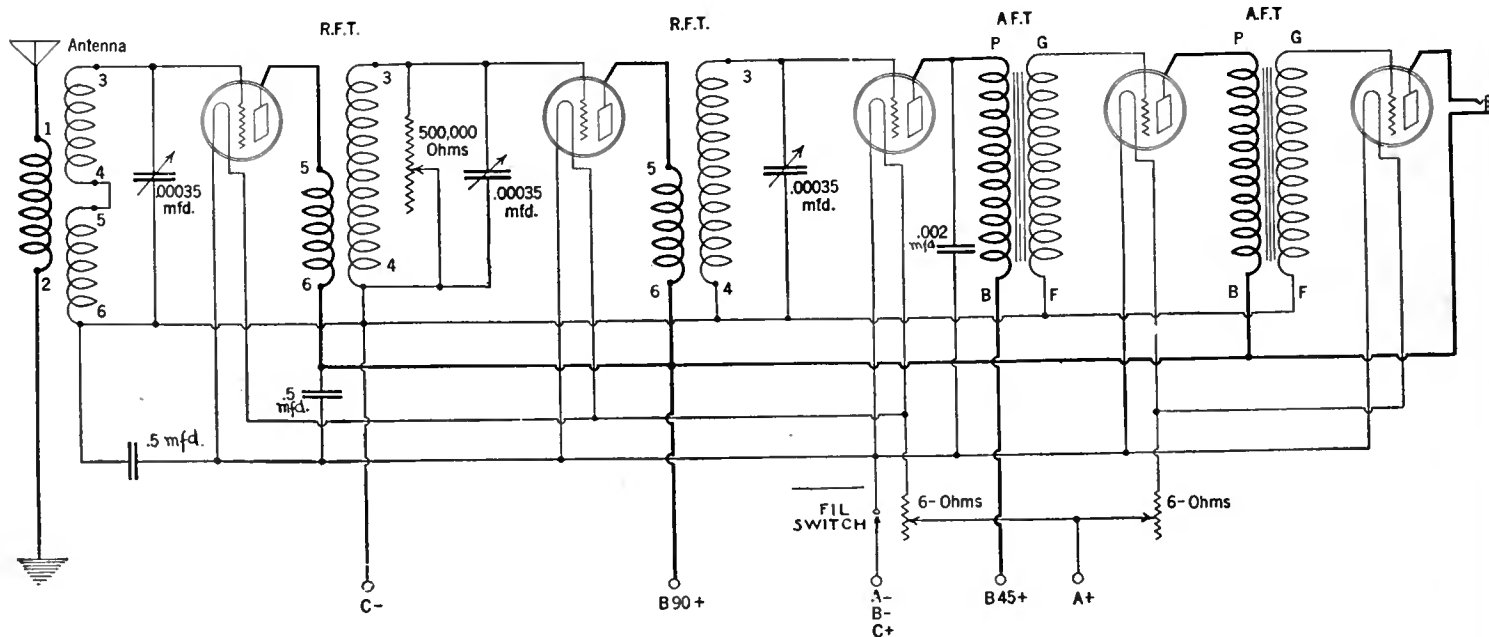 R.F.T.
R.F.T.
A.F.T
A.F.T
Antenna
P
G
P
G
3
3
3
1
4
5
2
6
.00035
mfd.
5
6
500,000
Ohms
4
.00035
mfd.
5
6
4
.00035
mfd.
.002
mfd
B
F
B
F
.5
mfd.
.5 mfd.
FIL
SWITCH
6-Ohms
6-Ohms
C-
B90+
A-
B-
C+
B45+
A+